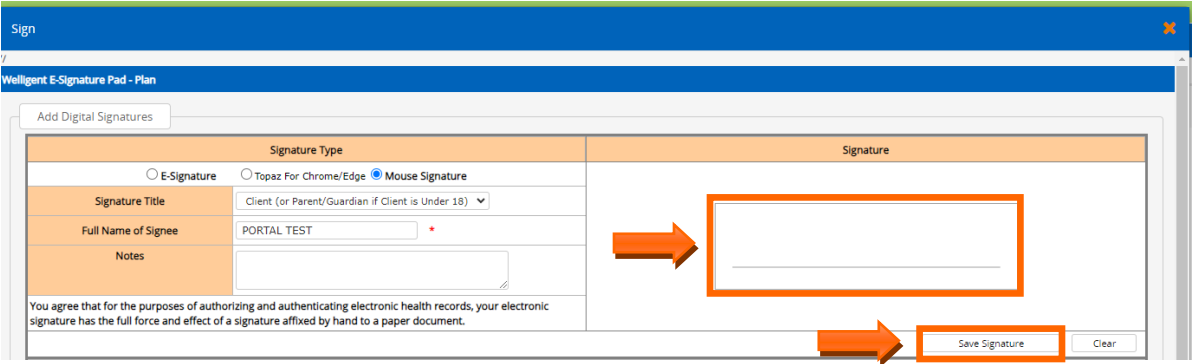 Sign
'/
Welligent E-Signature Pad - Plan
Add Digital Signatures
Signature Type
Signature
E-Signature Topaz For Chrome/Edge Mouse Signature
Signature Title Client (or Parent/Guardian if Client is Under 18)
Full Name of Signee PORTAL TEST *
Notes
You agree that for the purposes of authorizing and authenticating electronic health records, your electronic
signature has the full force and effect of a signature affixed by hand to a paper document.
Save Signature Clear